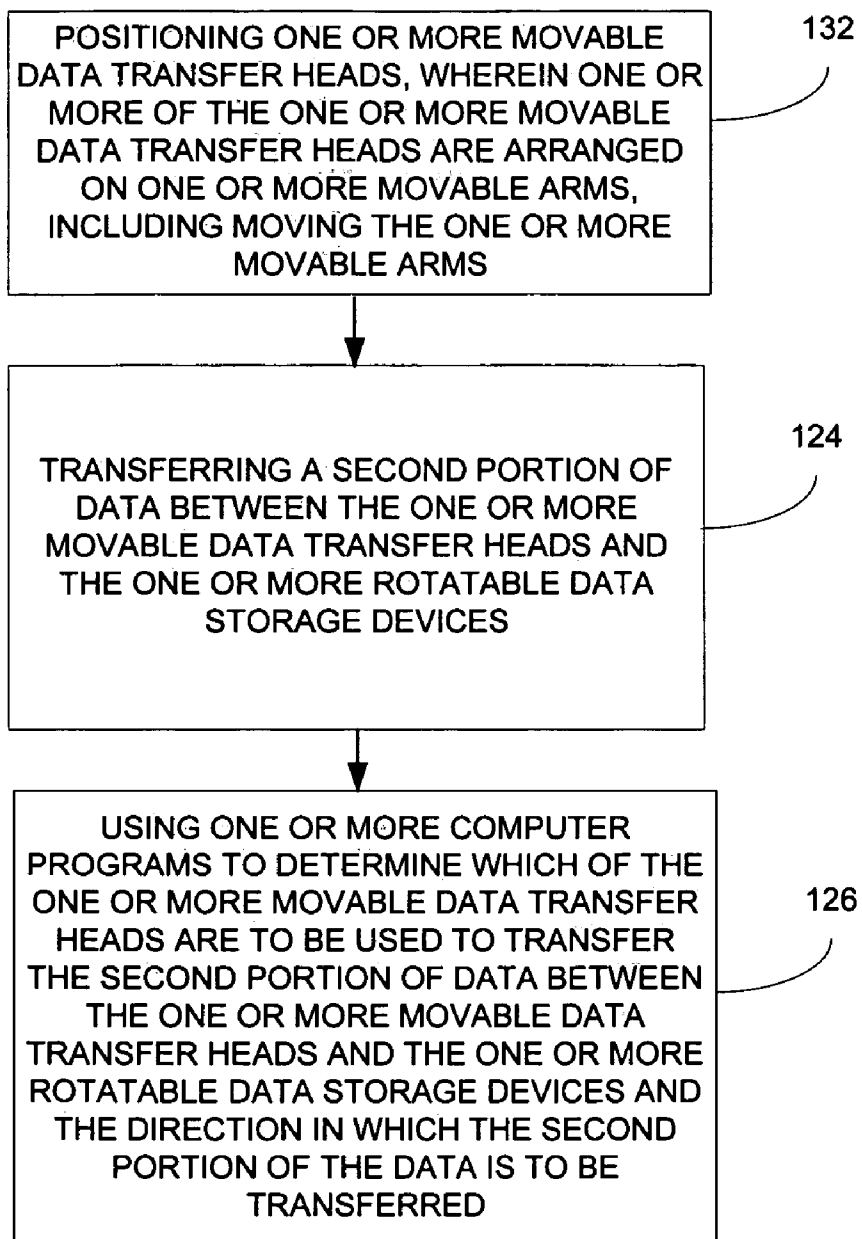 POSITIONING ONE OR MORE MOVABLE
DATA TRANSFER HEADS, WHEREIN ONE OR
MORE OF THE ONE OR MORE MOVABLE
DATA TRANSFER HEADS ARE ARRANGED
ON ONE OR MORE MOVABLE ARMS,
INCLUDING MOVING THE ONE OR MORE
MOVABLE ARMS
132
TRANSFERRING A SECOND PORTION OF
DATA BETWEEN THE ONE OR MORE
MOVABLE DATA TRANSFER HEADS AND
THE ONE OR MORE ROTATABLE DATA
STORAGE DEVICES
124
USING ONE OR MORE COMPUTER
PROGRAMS TO DETERMINE WHICH OF THE
ONE OR MORE MOVABLE DATA TRANSFER
HEADS ARE TO BE USED TO TRANSFER
THE SECOND PORTION OF DATA BETWEEN
THE ONE OR MORE MOVABLE DATA
TRANSFER HEADS AND THE ONE OR MORE
ROTATABLE DATA STORAGE DEVICES AND
THE DIRECTION IN WHICH THE SECOND
PORTION OF THE DATA IS TO BE
TRANSFERRED
126